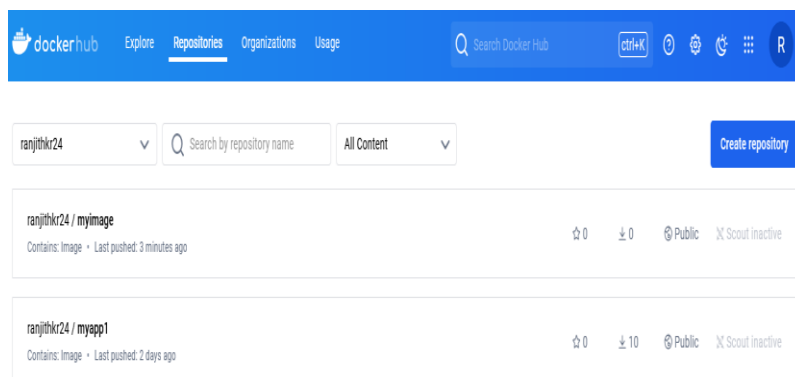 dockerhub Explore Repositories Organizations Usage Search Docker Hub ctrl+K ? R
ranjithkr24 Search by repository name All Content Create repository
ranjithkr24 / myimage
0 0 Public Scout inactive
Contains: Image • Last pushed: 3 minutes ago
ranjithkr24 / myapp1
0 10 Public Scout inactive
Contains: Image • Last pushed: 2 days ago